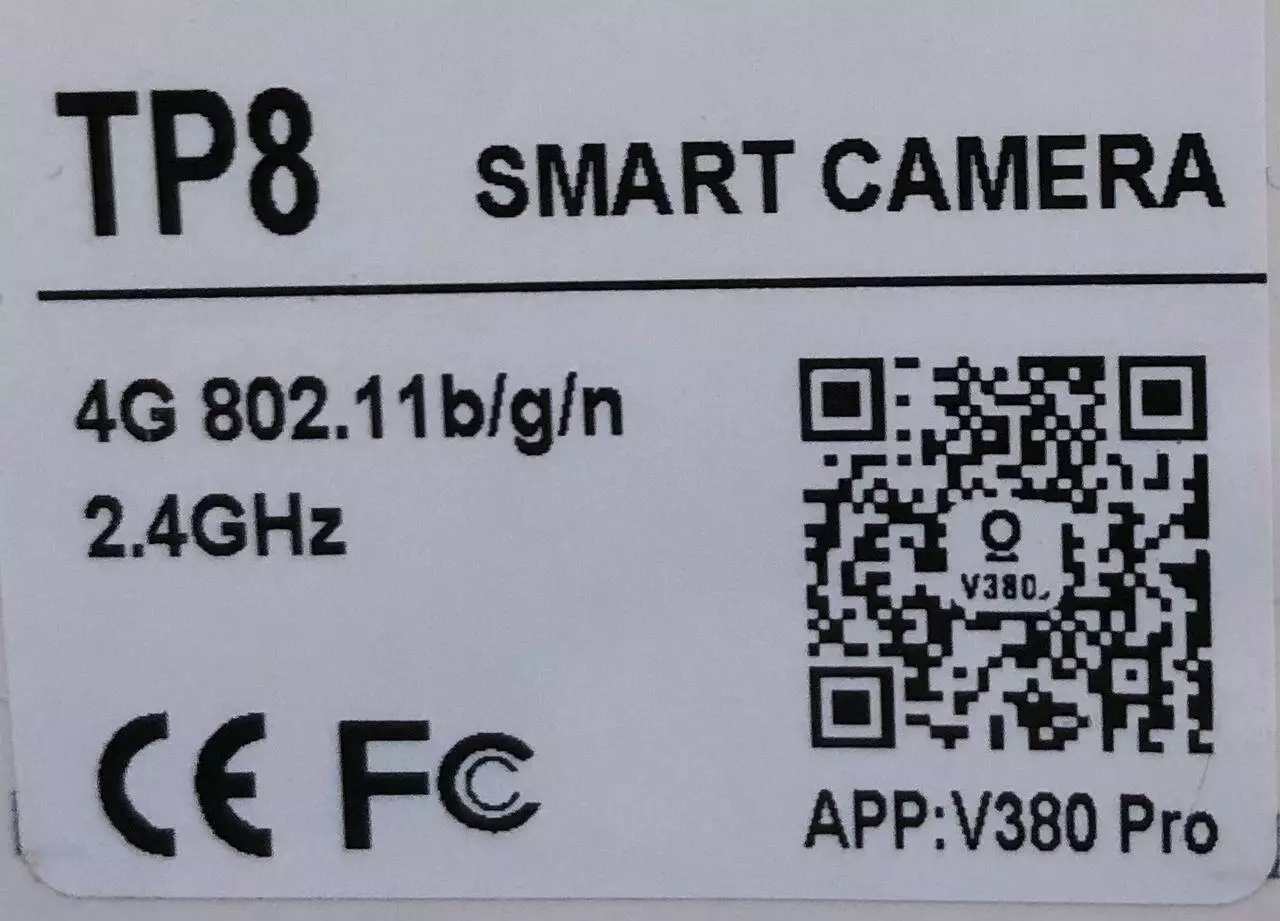 TP8 SMART CAMERA
4G 802.11b/g/n
2.4GHz
V380
CE FC
APP:V380 Pro